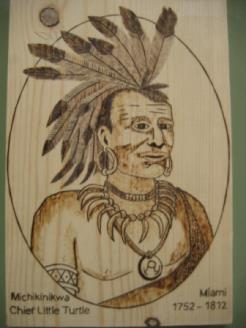 Michikinikwa
Chief Little Turtle
Miami
1752 - 1812